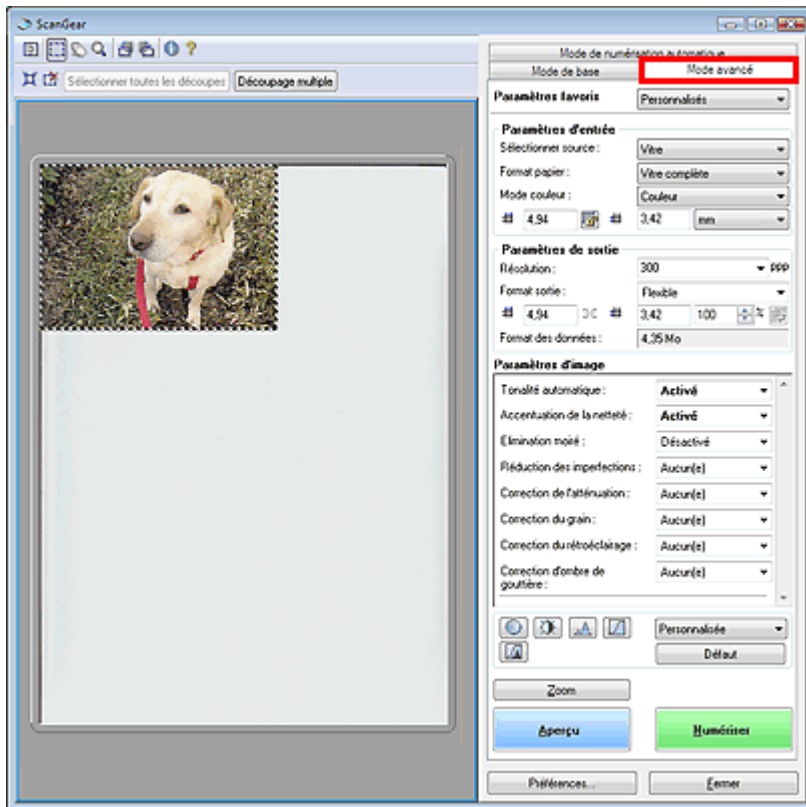 ScanGear
Sélectionner toutes les découpes Découpage multiple
Mode de numérisation automatique
Mode de base Mode avancé
Paramètres favoris Personnalisés
Paramètres d'entrée
Sélectionner source : Vitre
Format papier : Vitre complète
Mode couleur : Couleur
4,94 3,42 mm
Paramètres de sortie
Résolution : 300 ppp
Format sortie : Flexible
4,94 3,42 100 %
Format des données : 4,35 Mo
Paramètres d'image
Tonalité automatique : Activé
Accentuation de la netteté : Activé
Elimination moiré : Désactivé
Réduction des imperfections : Aucun(e)
Correction de l'atténuation : Aucun(e)
Correction du grain : Aucun(e)
Correction du rétroéclairage : Aucun(e)
Correction d'ombre de
gouttière : Aucun(e)
Personnalisée
Défaut
Zoom
Aperçu Numériser
Préférences... Fermer